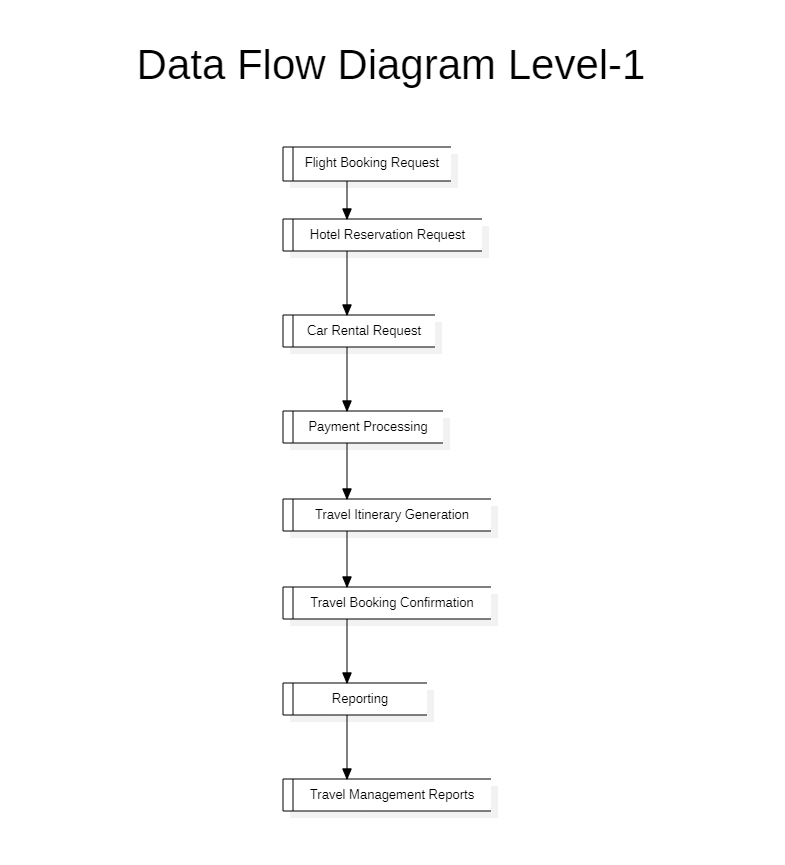 Data Flow Diagram Level-1
Flight Booking Request
Hotel Reservation Request
Car Rental Request
Payment Processing
Travel Itinerary Generation
Travel Booking Confirmation
Reporting
Travel Management Reports